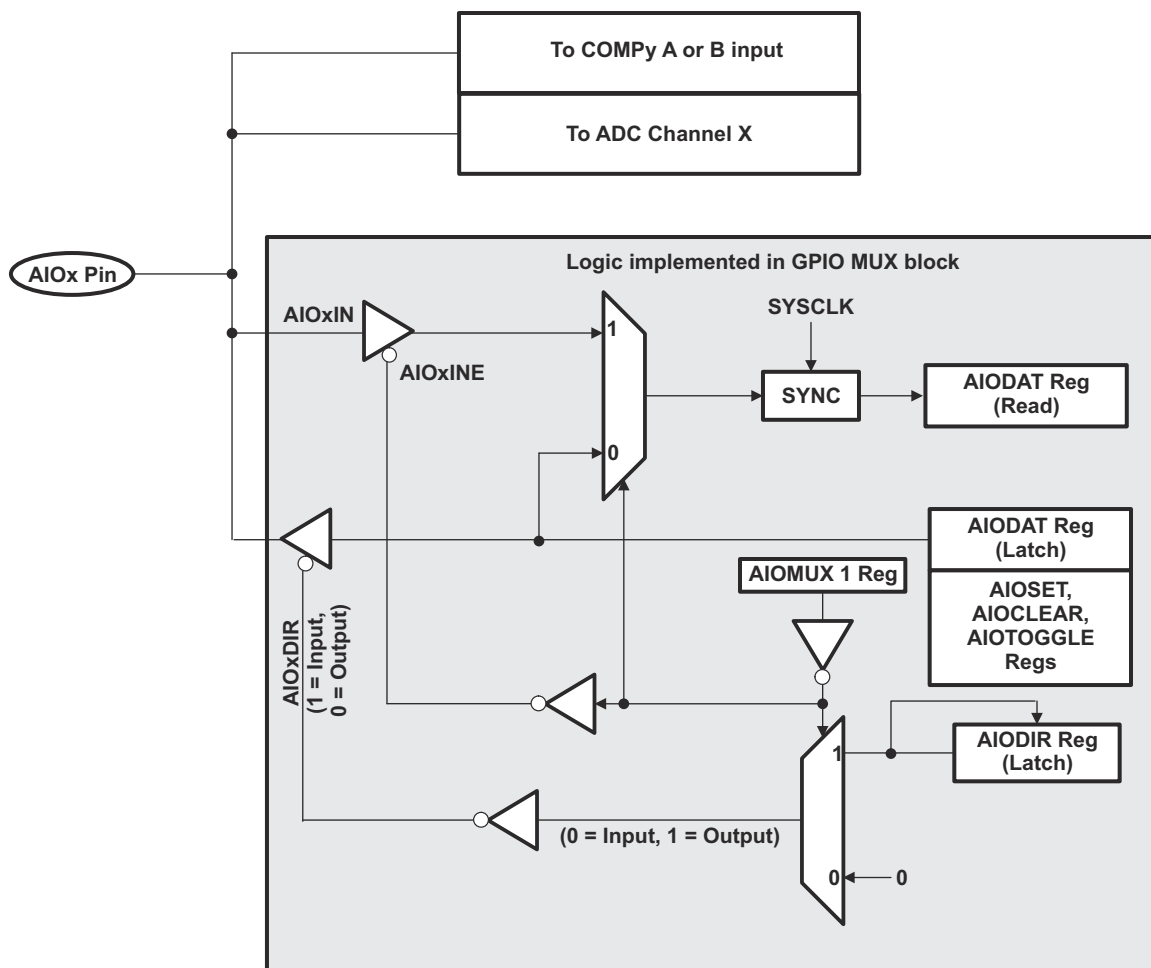 To COMPy A or B input
To ADC Channel X
AIOx Pin
Logic implemented in GPIO MUX block
AIOxIN
AIOxINE
1
0
SYSCLK
SYNC
AIODAT Reg
(Read)
AIODAT Reg
(Latch)
AIOSET,
AIOCLEAR,
AIOTOGGLE
Regs
AIOMUX 1 Reg
AIOxDIR
(1 = Input,
0 = Output)
1
AIODIR Reg
(Latch)
(0 = Input, 1 = Output)
0
0